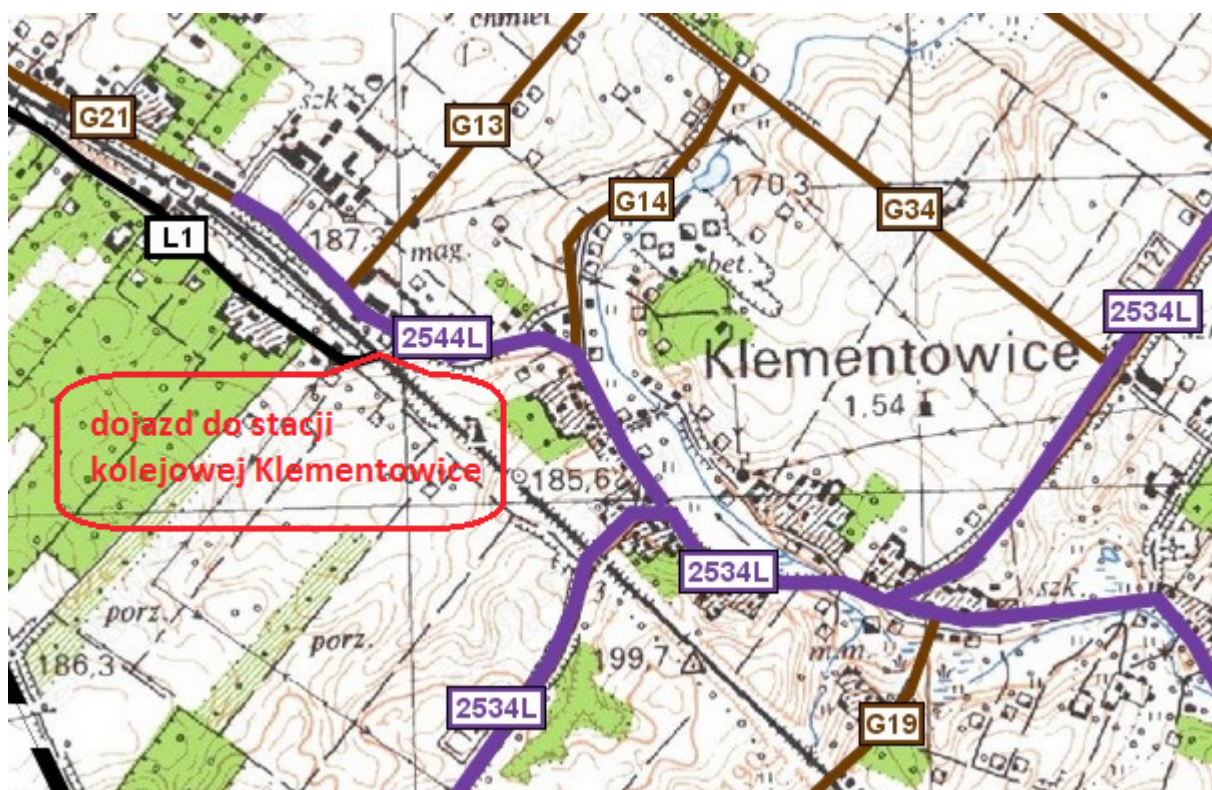 chmiel
G21
szk
G13
170,3
G14
G34
L1
187,3
mag.
bet.
127
2534L
2544L
Klementowice
1.54
dojazd do stacji
kolejowej Klementowice
185,6
2534L
szk.
porz.
porz.
186,3
199,7
m.m.
2534L
G19